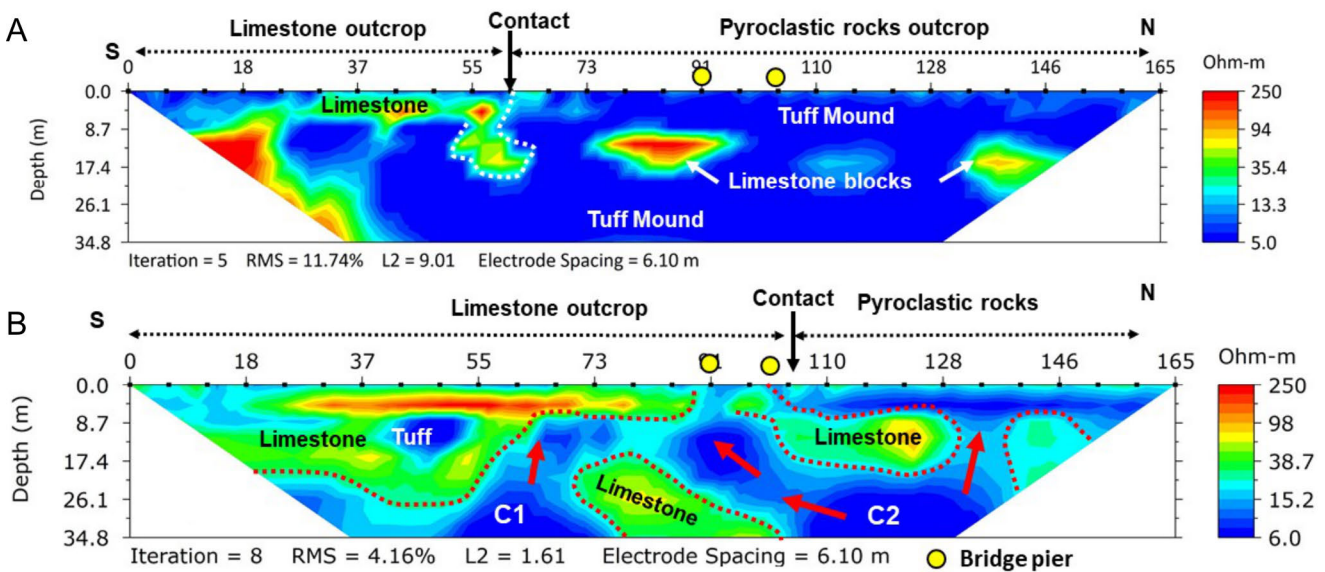 A
S
Limestone outcrop
Contact
Pyroclastic rocks outcrop
N
0 18 37 55 73 91 110 128 146 165
Ohm-m
Depth (m)
0.0
8.7
17.4
26.1
34.8
Limestone
Tuff Mound
Limestone blocks
Tuff Mound
250
94
35.4
13.3
5.0
Iteration = 5 RMS = 11.74% L2 = 9.01 Electrode Spacing = 6.10 m
B
S
Limestone outcrop
Contact
Pyroclastic rocks
N
0 18 37 55 73 91 110 128 146 165
Ohm-m
Depth (m)
0.0
8.7
17.4
26.1
34.8
Limestone
Tuff
Limestone
Limestone
C1
C2
250
98
38.7
15.2
6.0
Iteration = 8 RMS = 4.16% L2 = 1.61 Electrode Spacing = 6.10 m
Bridge pier